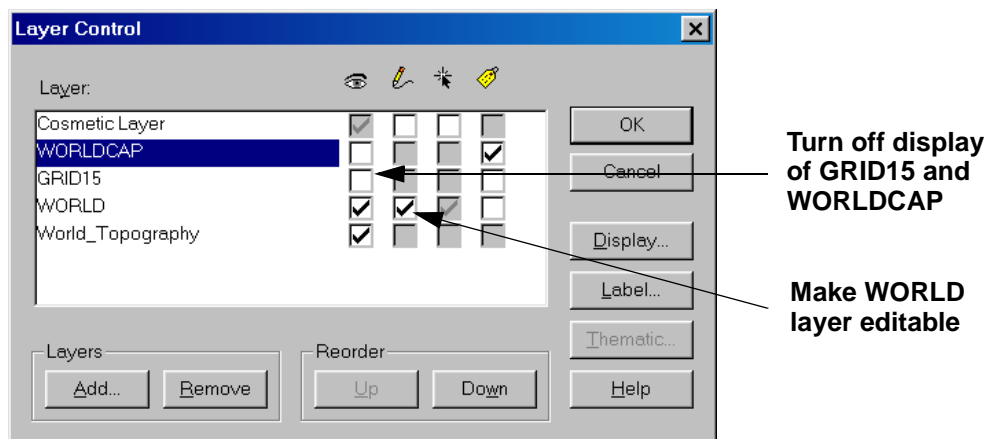 Layer Control
Layer:
Cosmetic Layer
WORLDCAP
GRID15
WORLD
World_Topography
OK
Cancel
Display...
Label...
Thematic...
Help
Layers
Add...
Remove
Reorder
Up
Down
Turn off display
of GRID15 and
WORLDCAP
Make WORLD
layer editable